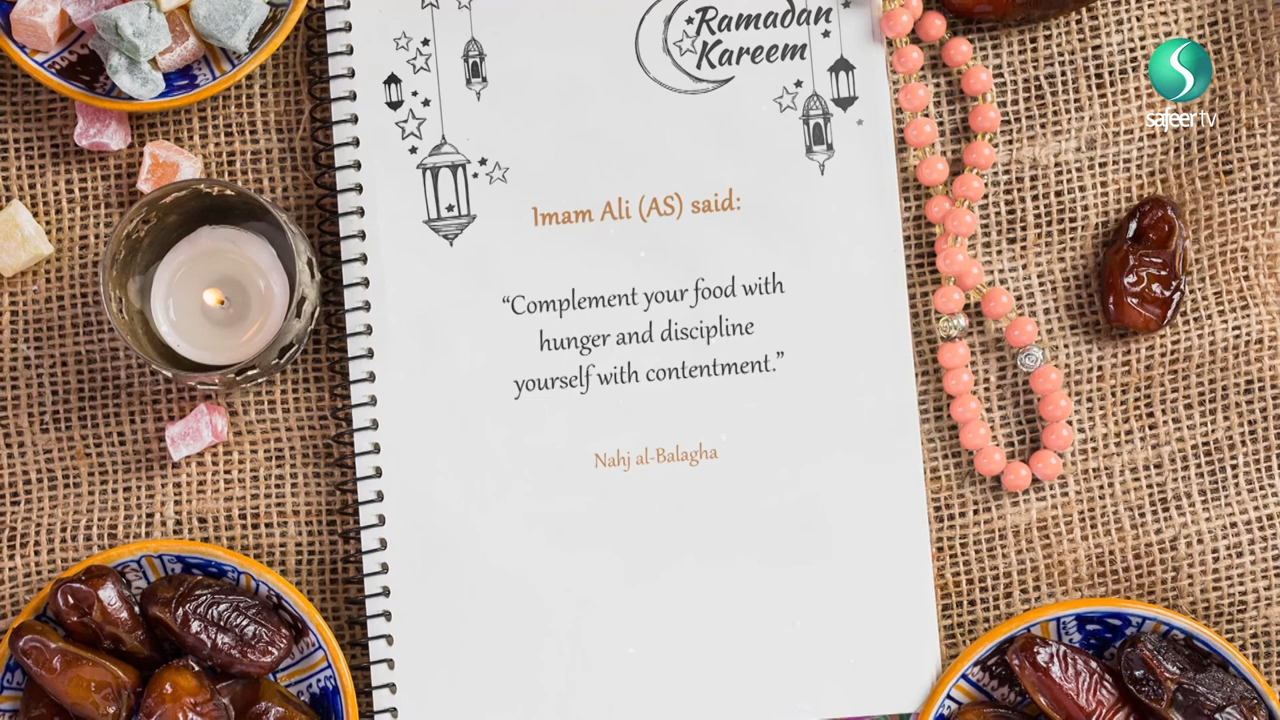 Ramadan
Kareem
safeer tv
Imam Ali (AS) said:
“Complement your food with
hunger and discipline
yourself with contentment.”
Nahj al-Balagha